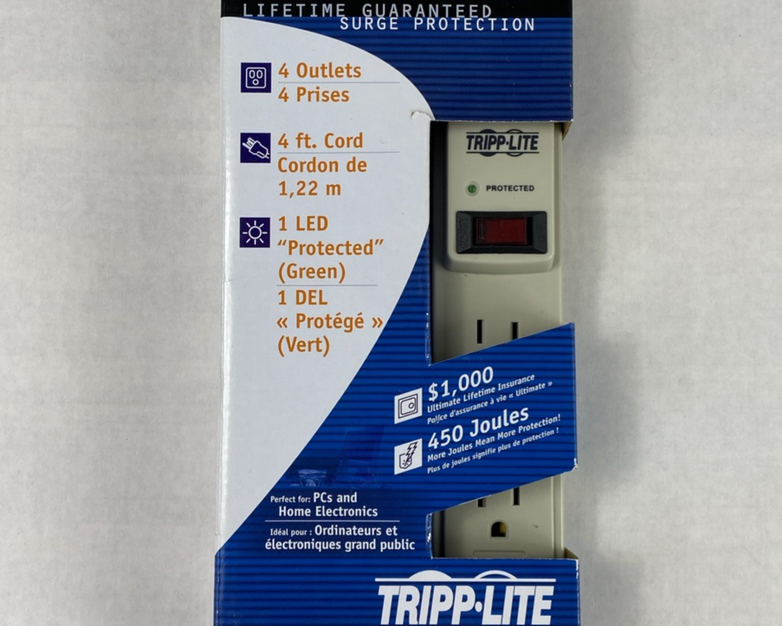 LIFETIME GUARANTEED
SURGE PROTECTION
4 Outlets
4 Prises
4 ft. Cord
Cordon de
1,22 m
1 LED
“Protected”
(Green)
1 DEL
« Protégé »
(Vert)
TRIPP·LITE
PROTECTED
$1,000
Ultimate Lifetime Insurance
Police d'assurance à vie « Ultimate »
450 Joules
More Joules Mean More Protection!
Plus de joules signifie plus de protection !
Perfect for: PCs and
Home Electronics
Idéal pour : Ordinateurs et
électroniques grand public
TRIPP·LITE